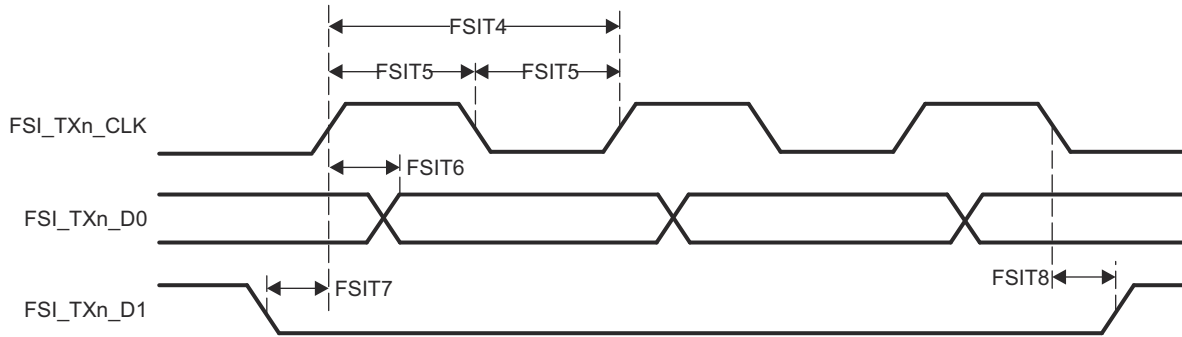 FSIT4
FSIT5 FSIT5
FSI_TXn_CLK
FSIT6
FSI_TXn_D0
FSIT7 FSIT8
FSI_TXn_D1